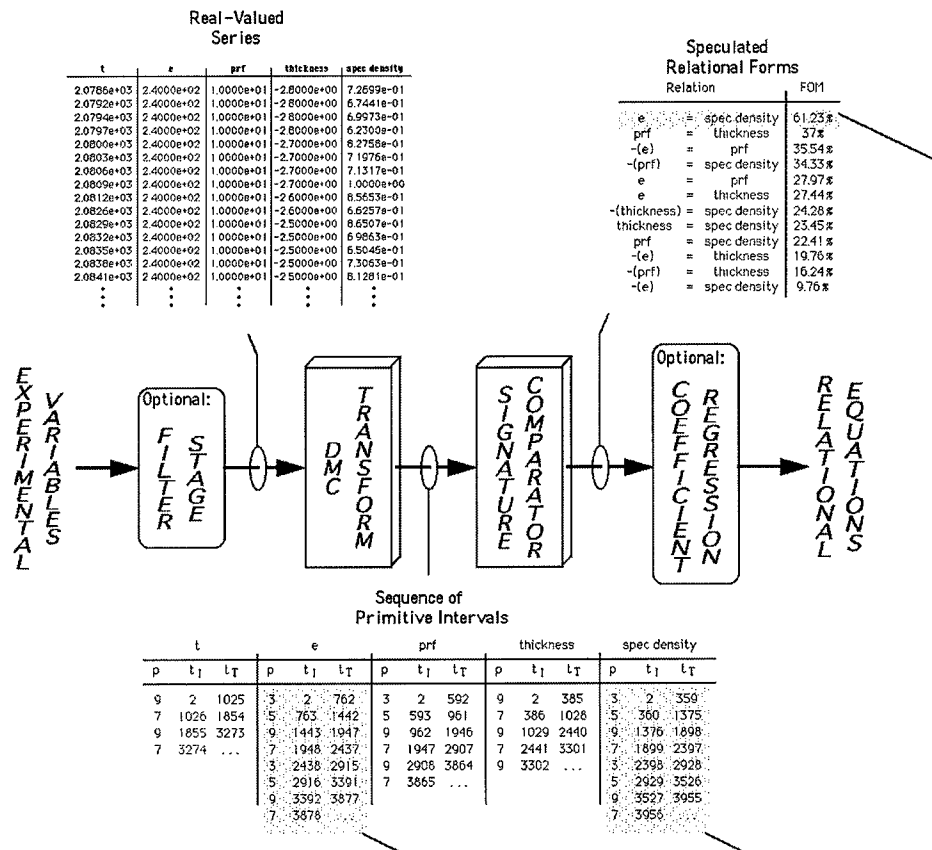 Real-Valued
Series
t e prf thickness spec density
2.0786e+03 2.4000e+02 1.0000e+01 -2.8000e+00 7.2699e-01
2.0792e+03 2.4000e+02 1.0000e+01 -2.8000e+00 6.7441e-01
2.0794e+03 2.4000e+02 1.0000e+01 -2.8000e+00 6.9973e-01
2.0797e+03 2.4000e+02 1.0000e+01 -2.8000e+00 6.2300e-01
2.0800e+03 2.4000e+02 1.0000e+01 -2.7000e+00 8.2758e-01
2.0803e+03 2.4000e+02 1.0000e+01 -2.7000e+00 7.1976e-01
2.0806e+03 2.4000e+02 1.0000e+01 -2.7000e+00 7.1317e-01
2.0809e+03 2.4000e+02 1.0000e+01 -2.7000e+00 1.0000e+00
2.0812e+03 2.4000e+02 1.0000e+01 -2.6000e+00 8.5653e-01
2.0826e+03 2.4000e+02 1.0000e+01 -2.6000e+00 6.6257e-01
2.0829e+03 2.4000e+02 1.0000e+01 -2.5000e+00 8.6507e-01
2.0832e+03 2.4000e+02 1.0000e+01 -2.5000e+00 6.9863e-01
2.0835e+03 2.4000e+02 1.0000e+01 -2.5000e+00 6.5045e-01
2.0838e+03 2.4000e+02 1.0000e+01 -2.5000e+00 7.3063e-01
2.0841e+03 2.4000e+02 1.0000e+01 -2.5000e+00 8.1281e-01
Speculated
Relational Forms
Relation FOM
e = spec density 61.23%
prf = thickness 37%
-(e) = prf 35.54%
-(prf) = spec density 34.33%
e = prf 27.97%
e = thickness 27.44%
-(thickness) = spec density 24.28%
thickness = spec density 23.45%
prf = spec density 22.41%
-(e) = thickness 19.76%
-(prf) = thickness 16.24%
-(e) = spec density 9.76%
EXPERIMENTAL
VARIABLES
Optional:
FILTER
STAGE
DMC
TRANSFORM
SIGNATURE
COMPARATOR
Optional:
COEFFICIENT
REGRESSION
RELATIONAL
EQUATIONS
Sequence of
Primitive Intervals
t e prf thickness spec density
p tI tT p tI tT p tI tT p tI tT p tI tT
9 2 1025 3 2 762 3 2 592 9 2 385 3 2 359
7 1026 1854 5 763 1442 5 593 961 7 386 1028 5 360 1375
9 1855 3273 9 1443 1947 9 962 1946 9 1029 2440 9 1376 1898
7 3274 ... 7 1948 2437 7 1947 2907 7 2441 3301 7 1899 2397
3 2438 2915 9 2908 3864 9 3302 ... 3 2398 2928
5 2916 3391 7 3865 ... 5 2929 3526
9 3392 3877 9 3527 3955
7 3878 ... 7 3956 ...